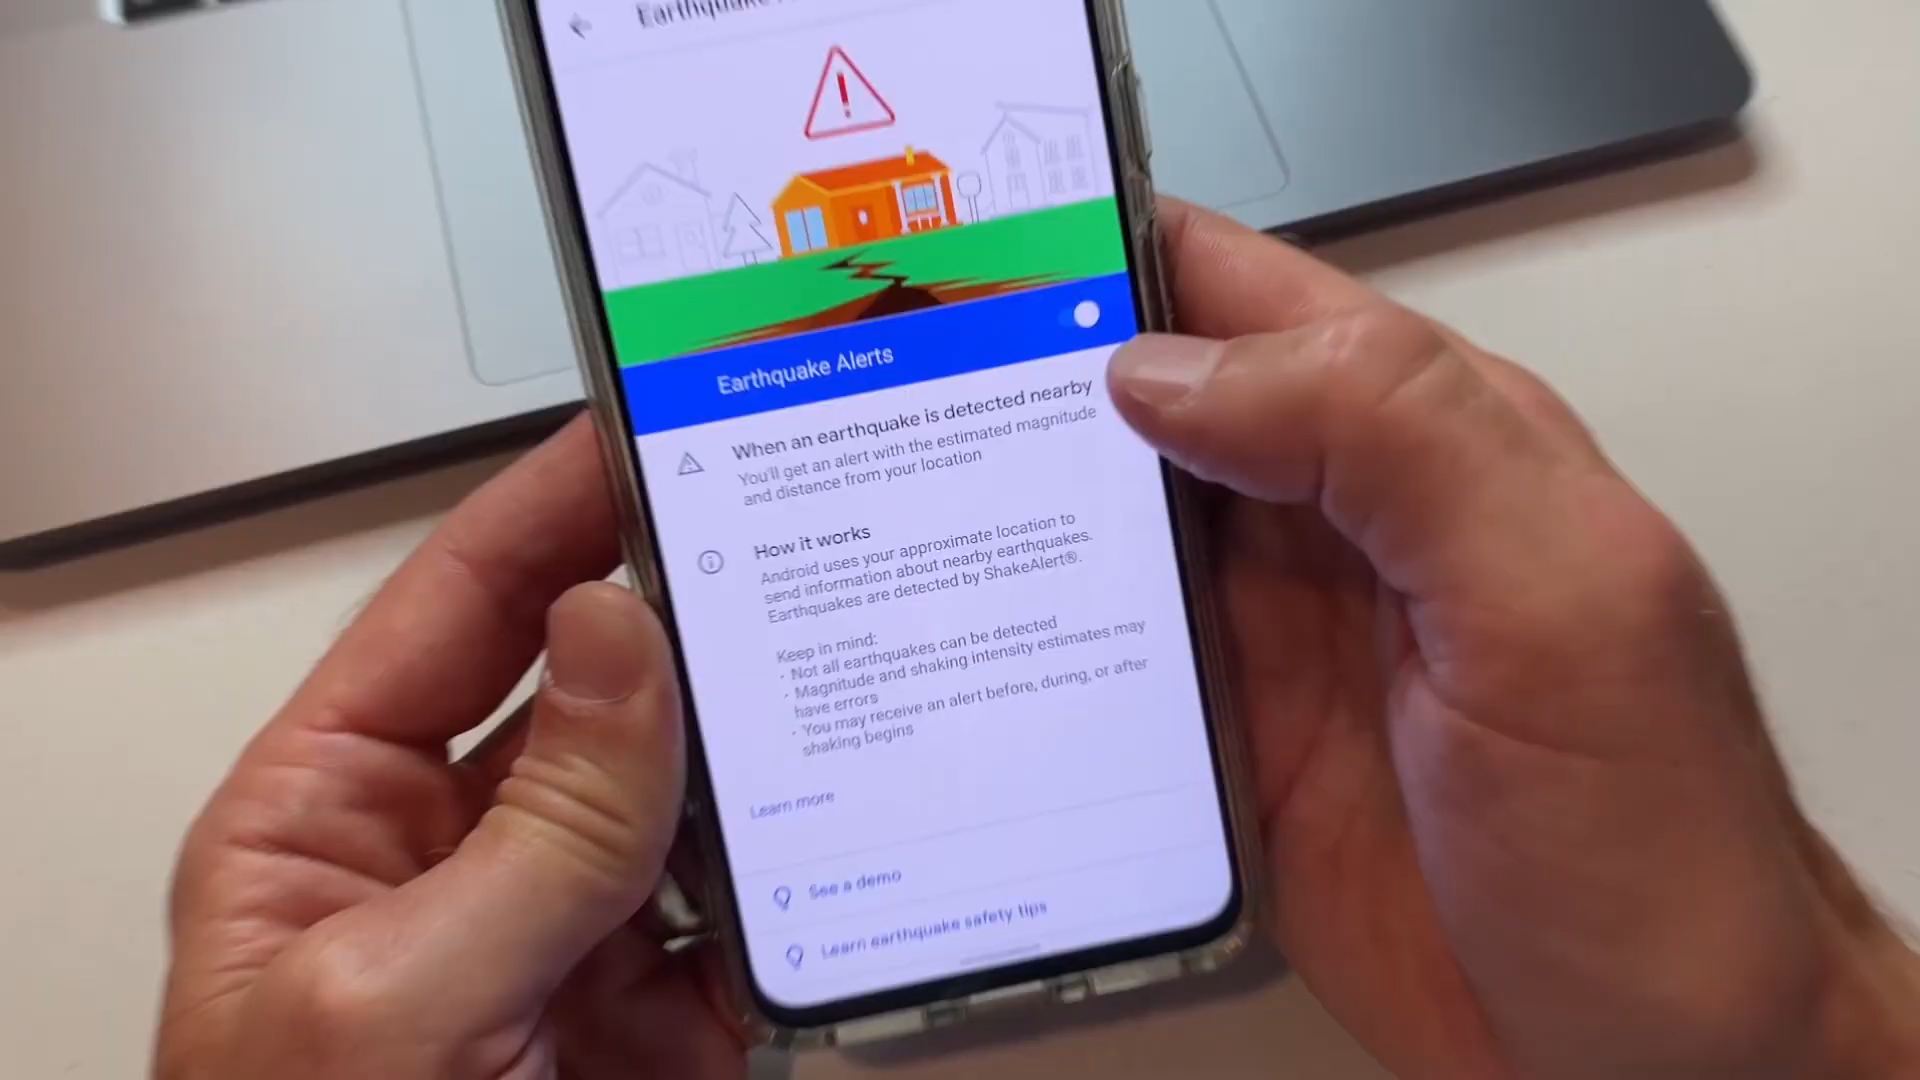 Earthquake
Earthquake Alerts
When an earthquake is detected nearby
You'll get an alert with the estimated magnitude
and distance from your location
How it works
Android uses your approximate location to
send information about nearby earthquakes.
Earthquakes are detected by ShakeAlert®.
Keep in mind:
· Not all earthquakes can be detected
· Magnitude and shaking intensity estimates may
have errors
· You may receive an alert before, during, or after
shaking begins
Learn more
See a demo
Learn earthquake safety tips